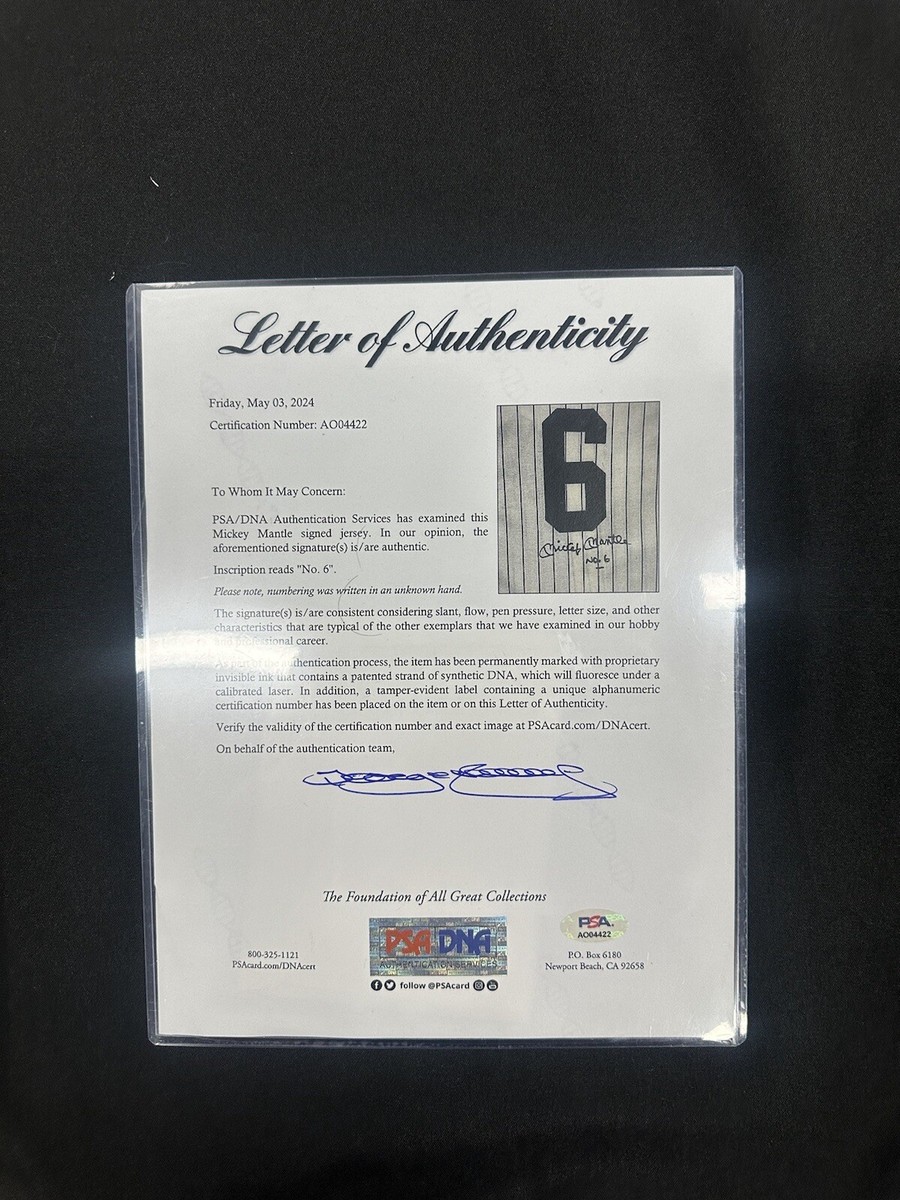 Letter of Authenticity
Friday, May 03, 2024
Certification Number: AO04422
6
Mickey Mantle
No. 6
To Whom It May Concern:
PSA/DNA Authentication Services has examined this
Mickey Mantle signed jersey. In our opinion, the
aforementioned signature(s) is/are authentic.
Inscription reads "No. 6".
Please note, numbering was written in an unknown hand.
The signature(s) is/are consistent considering slant, flow, pen pressure, letter size, and other
characteristics that are typical of the other exemplars that we have examined in our hobby
and professional career.
As part of the authentication process, the item has been permanently marked with proprietary
invisible ink that contains a patented strand of synthetic DNA, which will fluoresce under a
calibrated laser. In addition, a tamper-evident label containing a unique alphanumeric
certification number has been placed on the item or on this Letter of Authenticity.
Verify the validity of the certification number and exact image at PSAcard.com/DNAcert.
On behalf of the authentication team,
The Foundation of All Great Collections
800-325-1121
PSAcard.com/DNAcert
PSA DNA
AUTHENTICATION SERVICES
follow @PSAcard
PSA
AO04422
P.O. Box 6180
Newport Beach, CA 92658